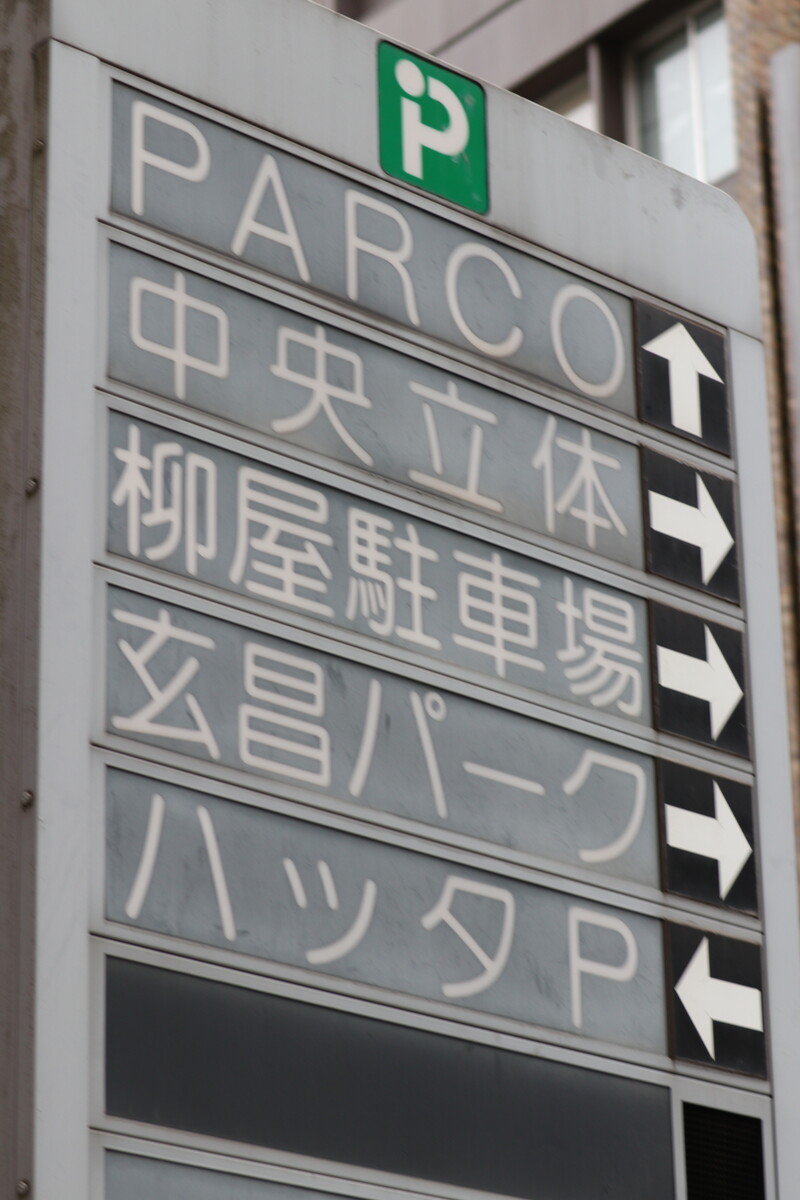 P
PARCO ↑
中央立体 →
柳屋駐車場 →
玄昌パーク →
ハッタP ←